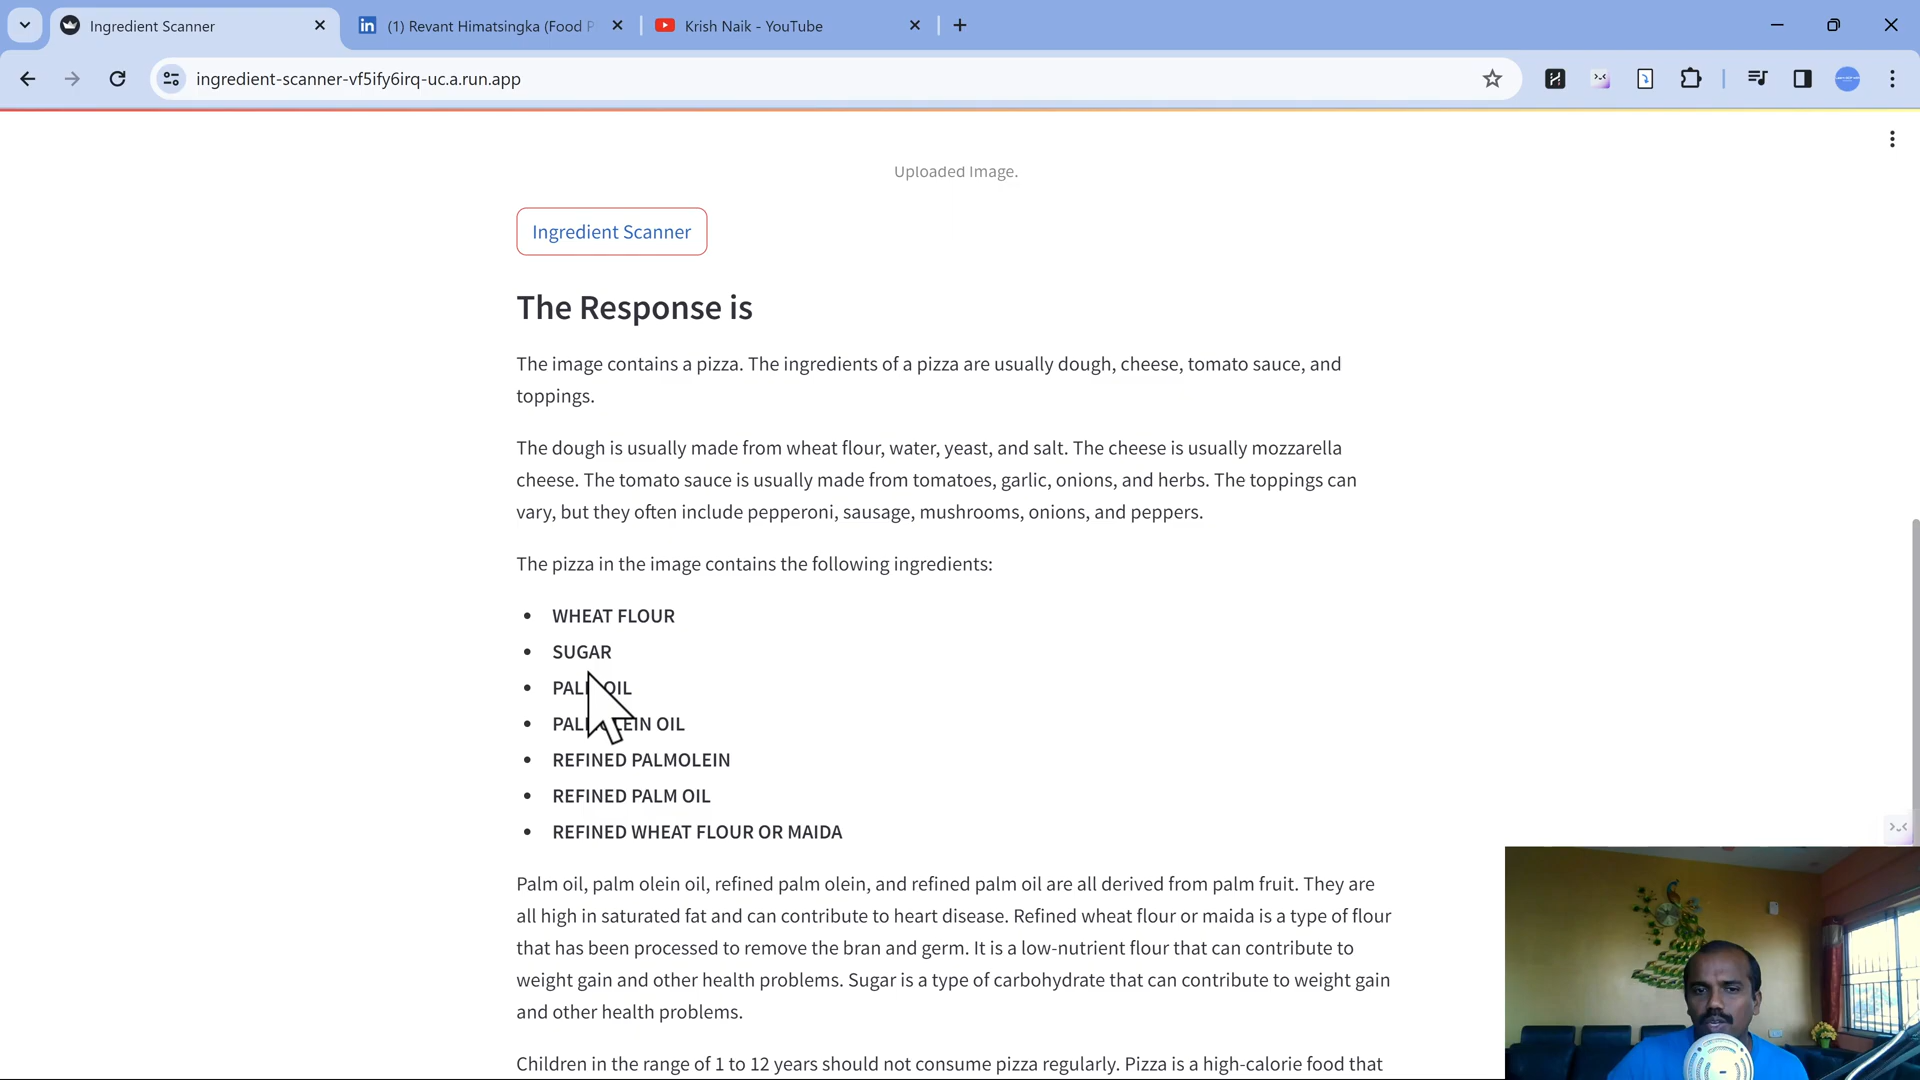 Ingredient Scanner
(1) Revant Himatsingka (Food P
Krish Naik - YouTube
ingredient-scanner-vf5ify6irq-uc.a.run.app
Uploaded Image.
Ingredient Scanner
The Response is
The image contains a pizza. The ingredients of a pizza are usually dough, cheese, tomato sauce, and
toppings.
The dough is usually made from wheat flour, water, yeast, and salt. The cheese is usually mozzarella
cheese. The tomato sauce is usually made from tomatoes, garlic, onions, and herbs. The toppings can
vary, but they often include pepperoni, sausage, mushrooms, onions, and peppers.
The pizza in the image contains the following ingredients:
• WHEAT FLOUR
• SUGAR
• PALM OIL
• PALMOLEIN OIL
• REFINED PALMOLEIN
• REFINED PALM OIL
• REFINED WHEAT FLOUR OR MAIDA
Palm oil, palm olein oil, refined palm olein, and refined palm oil are all derived from palm fruit. They are
all high in saturated fat and can contribute to heart disease. Refined wheat flour or maida is a type of flour
that has been processed to remove the bran and germ. It is a low-nutrient flour that can contribute to
weight gain and other health problems. Sugar is a type of carbohydrate that can contribute to weight gain
and other health problems.
Children in the range of 1 to 12 years should not consume pizza regularly. Pizza is a high-calorie food that